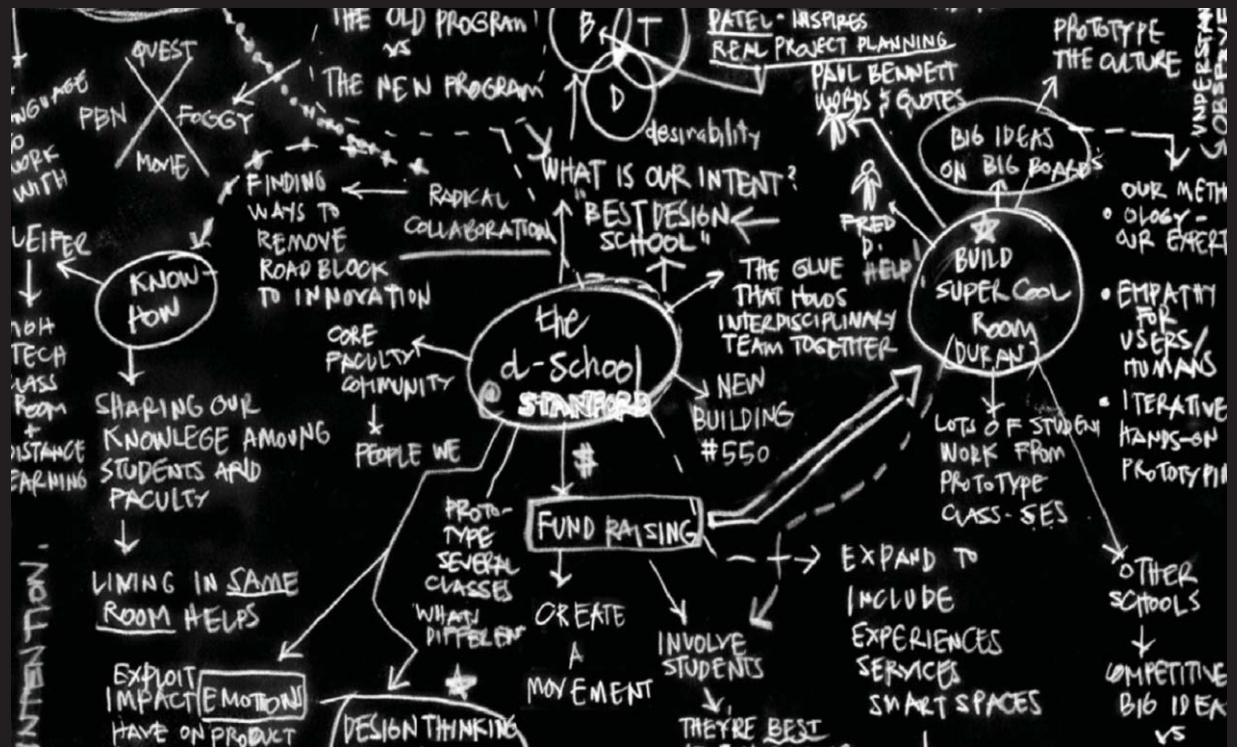 QUEST
PBN
FOGGY
MOVIE
THE OLD PROGRAM
VS
THE NEW PROGRAM
B
T
D
desirability
PATEL - INSPIRES
REAL PROJECT PLANNING
PAUL BENNETT
WORDS & QUOTES
PROTOTYPE
THE CULTURE
BIG IDEAS
ON BIG BOARDS
WORK
WITH
LEIFER
TECH
ROOM
+
KNOW-
HOW
FINDING
WAYS TO
REMOVE
ROAD BLOCK
TO INNOVATION
RADICAL
COLLABORATION
WHAT IS OUR INTENT?
"BEST DESIGN
SCHOOL"
FRED
D.
HELP!
BUILD
SUPER COOL
ROOM
(DURAN)
OUR METH
• OLOGY-
OUR EXPERT
• EMPATHY
FOR
USERS/
HUMANS
• ITERATIVE
HANDS-ON
PROTOTYPIN
the
d-School
STANFORD
THE GLUE
THAT HOLDS
INTERDISCIPLINARY
TEAM TOGETHER
NEW
BUILDING
#550
CORE
FACULTY
COMMUNITY
PEOPLE WE
SHARING OUR
KNOWLEGE AMOUNG
STUDENTS AND
FACULTY
LIVING IN SAME
ROOM HELPS
EXPLOIT
IMPACT EMOTIONS
HAVE ON PRODUCT
PROTO-
TYPE
SEVERAL
CLASSES
WHATS
DIFFEREN
DESIGN THINKING
$
FUND RAISING
CREATE
A
MOVEMENT
INVOLVE
STUDENTS
THEY'RE BEST
EXPAND TO
INCLUDE
EXPERIENCES
SERVICES
SMART SPACES
LOTS OF STUDENT
WORK FROM
PROTOTYPE
CLASS-SES
OTHER
SCHOOLS
COMPETITIVE
BIG IDEA
VS